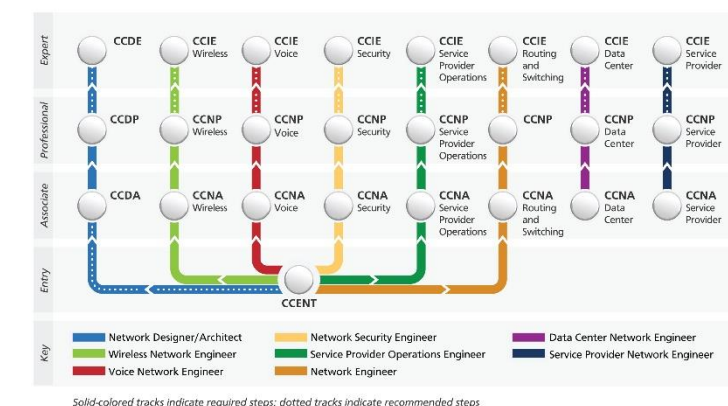 Expert
CCDE
CCIE
Wireless
CCIE
Voice
CCIE
Security
CCIE
Service
Provider
Operations
CCIE
Routing
and
Switching
CCIE
Data
Center
CCIE
Service
Provider
Professional
CCDP
CCNP
Wireless
CCNP
Voice
CCNP
Security
CCNP
Service
Provider
Operations
CCNP
CCNP
Data
Center
CCNP
Service
Provider
Associate
CCDA
CCNA
Wireless
CCNA
Voice
CCNA
Security
CCNA
Service
Provider
Operations
CCNA
Routing
and
Switching
CCNA
Data
Center
CCNA
Service
Provider
Entry
CCENT
Key
Network Designer/Architect
Wireless Network Engineer
Voice Network Engineer
Network Security Engineer
Service Provider Operations Engineer
Network Engineer
Data Center Network Engineer
Service Provider Network Engineer
Solid-colored tracks indicate required steps; dotted tracks indicate recommended steps